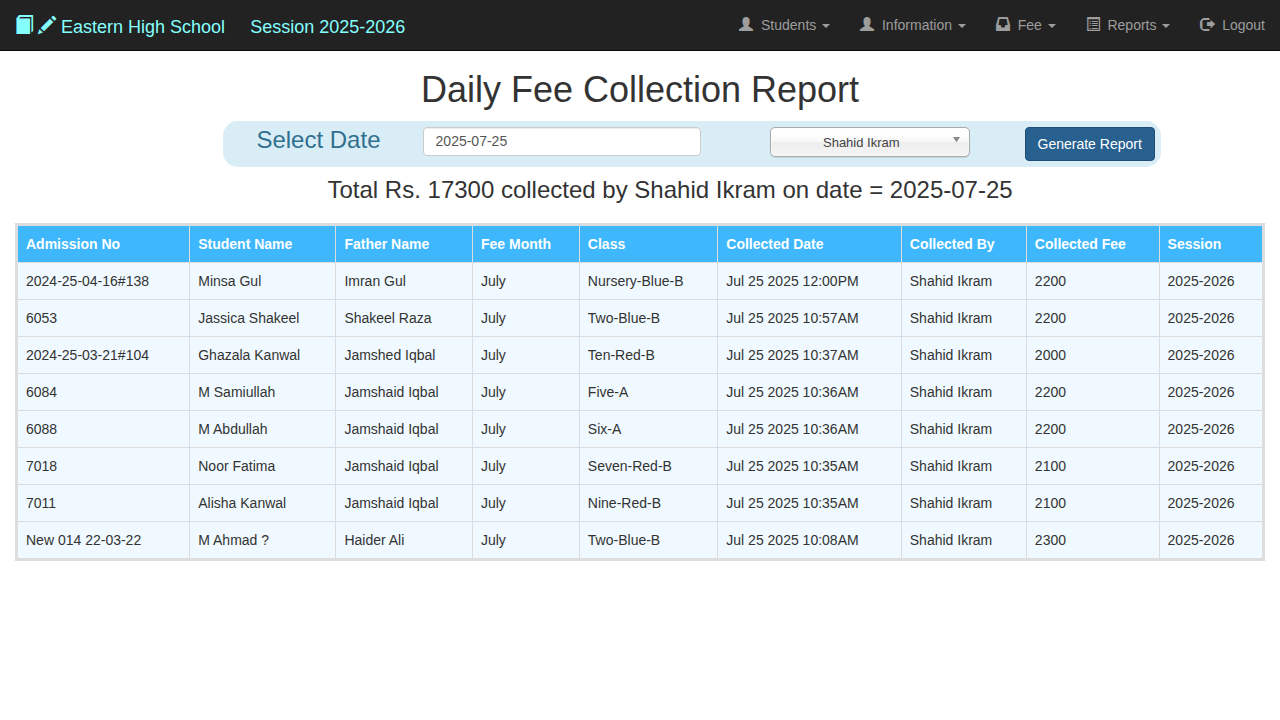 Eastern High School Session 2025-2026 Students Information Fee Reports Logout
Daily Fee Collection Report
Select Date 2025-07-25 Shahid Ikram Generate Report
Total Rs. 17300 collected by Shahid Ikram on date = 2025-07-25
Admission No Student Name Father Name Fee Month Class Collected Date Collected By Collected Fee Session
2024-25-04-16#138 Minsa Gul Imran Gul July Nursery-Blue-B Jul 25 2025 12:00PM Shahid Ikram 2200 2025-2026
6053 Jassica Shakeel Shakeel Raza July Two-Blue-B Jul 25 2025 10:57AM Shahid Ikram 2200 2025-2026
2024-25-03-21#104 Ghazala Kanwal Jamshed Iqbal July Ten-Red-B Jul 25 2025 10:37AM Shahid Ikram 2000 2025-2026
6084 M Samiullah Jamshaid Iqbal July Five-A Jul 25 2025 10:36AM Shahid Ikram 2200 2025-2026
6088 M Abdullah Jamshaid Iqbal July Six-A Jul 25 2025 10:36AM Shahid Ikram 2200 2025-2026
7018 Noor Fatima Jamshaid Iqbal July Seven-Red-B Jul 25 2025 10:35AM Shahid Ikram 2100 2025-2026
7011 Alisha Kanwal Jamshaid Iqbal July Nine-Red-B Jul 25 2025 10:35AM Shahid Ikram 2100 2025-2026
New 014 22-03-22 M Ahmad ? Haider Ali July Two-Blue-B Jul 25 2025 10:08AM Shahid Ikram 2300 2025-2026